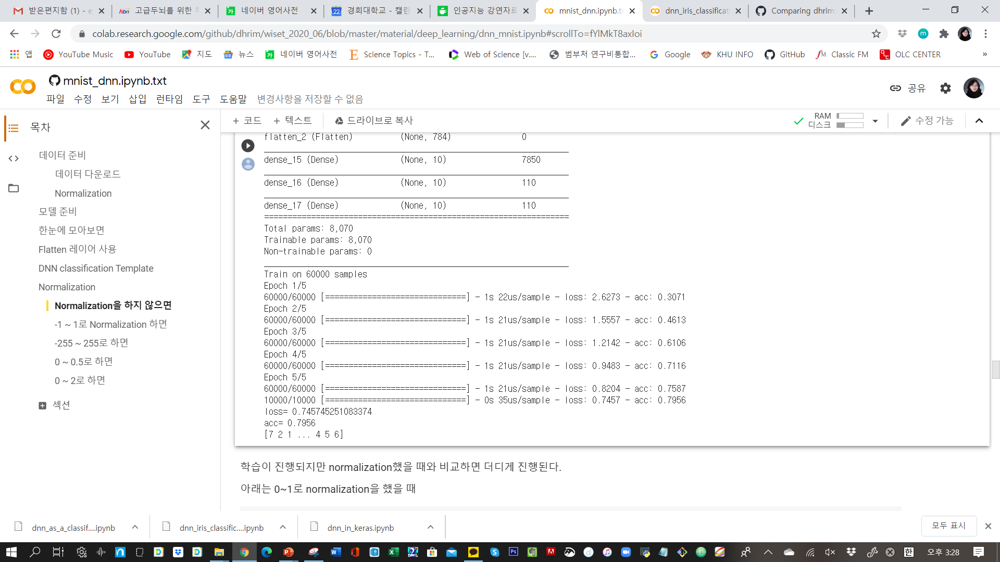 받은편지함 (1) - e
hbn 고급두뇌를 위한
네이버 영어사전
22 경희대학교 - 캘린
인공지능 강연자료
mnist_dnn.ipynb.t
dnn_iris_classificat
Comparing dhrim:
colab.research.google.com/github/dhrim/wiset_2020_06/blob/master/material/deep_learning/dnn_mnist.ipynb#scrollTo=fYlMkT8axIoi
앱 YouTube Music YouTube 지도 뉴스 네이버 영어사전 Science Topics - T... Web of Science [v.... 범부처 연구비통합... Google KHU INFO GitHub Classic FM OLC CENTER »
mnist_dnn.ipynb.txt
파일 수정 보기 삽입 런타임 도구 도움말 변경사항을 저장할 수 없음
공유
목차
+ 코드 + 텍스트 드라이브로 복사
RAM
디스크
수정 가능
데이터 준비
데이터 다운로드
Normalization
모델 준비
한눈에 모아보면
Flatten 레이어 사용
DNN classification Template
Normalization
Normalization을 하지 않으면
-1 ~ 1로 Normalization 하면
-255 ~ 255로 하면
0 ~ 0.5로 하면
0 ~ 2로 하면
섹션
flatten_2 (Flatten) (None, 784) 0
dense_15 (Dense) (None, 10) 7850
dense_16 (Dense) (None, 10) 110
dense_17 (Dense) (None, 10) 110
=================================================================
Total params: 8,070
Trainable params: 8,070
Non-trainable params: 0
Train on 60000 samples
Epoch 1/5
60000/60000 [==============================] - 1s 22us/sample - loss: 2.6273 - acc: 0.3071
Epoch 2/5
60000/60000 [==============================] - 1s 21us/sample - loss: 1.5557 - acc: 0.4613
Epoch 3/5
60000/60000 [==============================] - 1s 21us/sample - loss: 1.2142 - acc: 0.6106
Epoch 4/5
60000/60000 [==============================] - 1s 21us/sample - loss: 0.9483 - acc: 0.7116
Epoch 5/5
60000/60000 [==============================] - 1s 21us/sample - loss: 0.8204 - acc: 0.7587
10000/10000 [==============================] - 0s 35us/sample - loss: 0.7457 - acc: 0.7956
loss= 0.745745251083374
acc= 0.7956
[7 2 1 ... 4 5 6]
학습이 진행되지만 normalization했을 때와 비교하면 더디게 진행된다.
아래는 0~1로 normalization을 했을 때
dnn_as_a_classif....ipynb
dnn_iris_classific....ipynb
dnn_in_keras.ipynb
모두 표시
한
오후 3:28